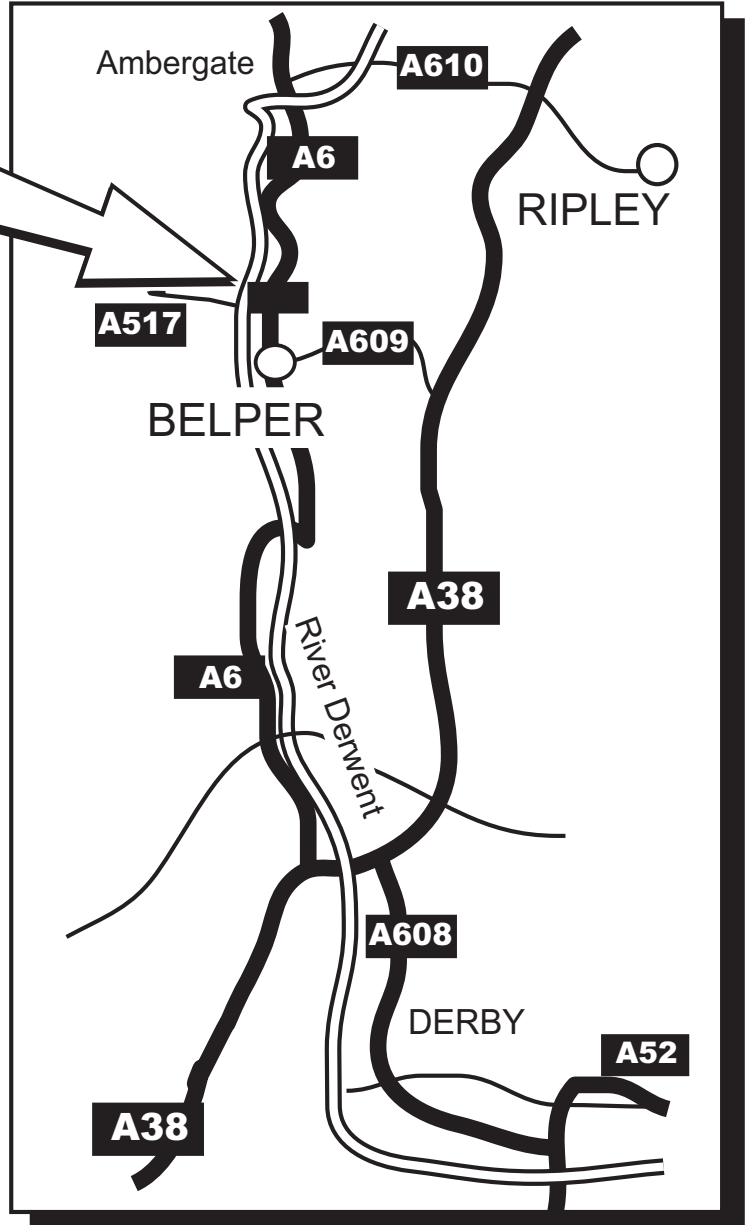 Ambergate
A610
A6
RIPLEY
A517
A609
BELPER
A38
River Derwent
A6
A608
DERBY
A52
A38